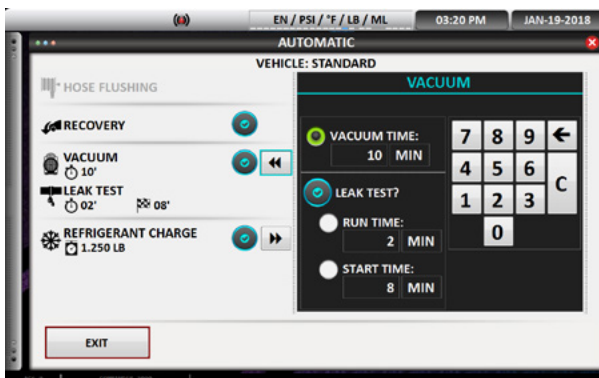 EN / PSI / °F / LB / ML 03:20 PM JAN-19-2018
AUTOMATIC
VEHICLE: STANDARD
HOSE FLUSHING
RECOVERY
VACUUM
10'
LEAK TEST
02' 08'
REFRIGERANT CHARGE
1.250 LB
EXIT
VACUUM
VACUUM TIME:
10 MIN
LEAK TEST?
RUN TIME:
2 MIN
START TIME:
8 MIN
7 8 9
4 5 6 C
1 2 3
0